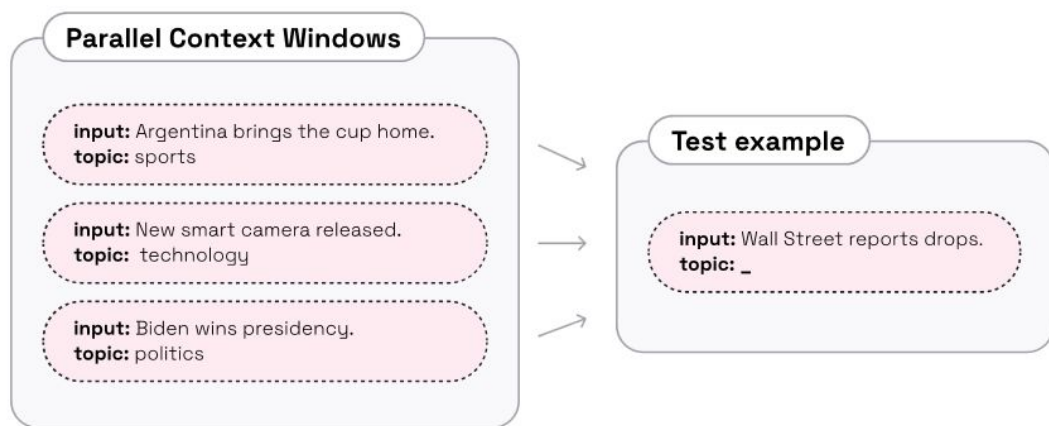 Parallel Context Windows
input: Argentina brings the cup home.
topic: sports
input: New smart camera released.
topic: technology
input: Biden wins presidency.
topic: politics
Test example
input: Wall Street reports drops.
topic: _